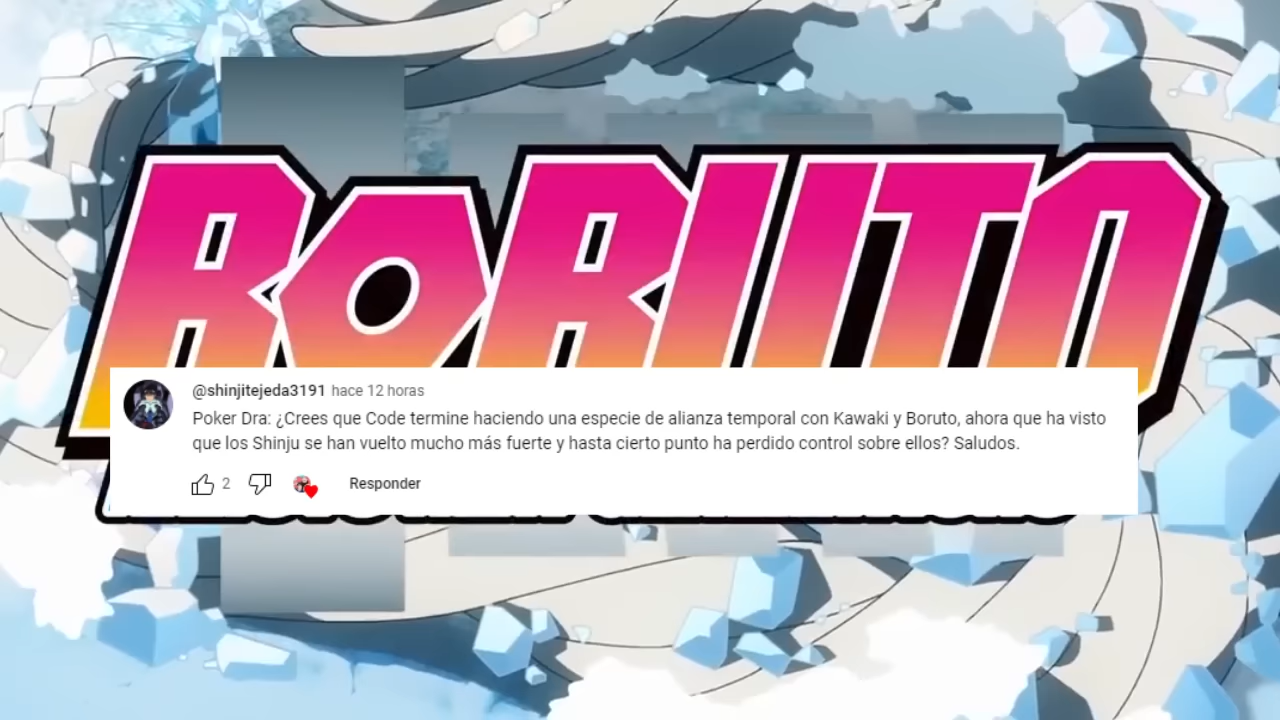 BORUTO
@shinjitejeda3191 hace 12 horas
Poker Dra: ¿Crees que Code termine haciendo una especie de alianza temporal con Kawaki y Boruto, ahora que ha visto
que los Shinju se han vuelto mucho más fuerte y hasta cierto punto ha perdido control sobre ellos? Saludos.
2
Responder